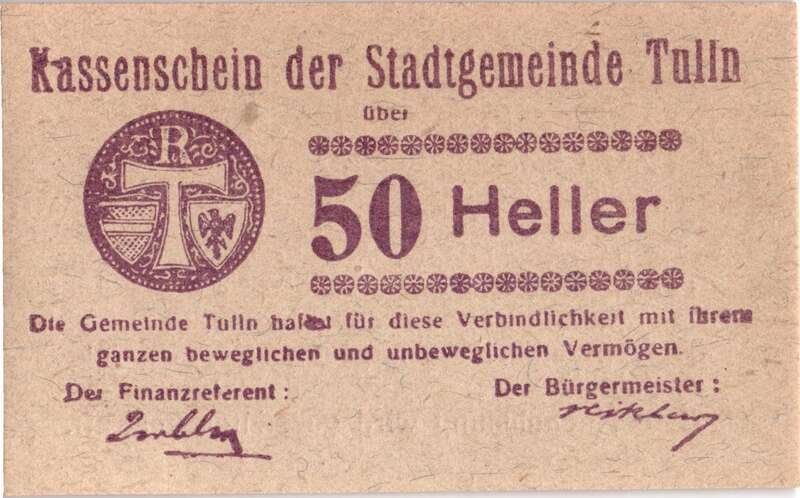 Kassenschein der Stadtgemeinde Tulln
über
R
T
50 Heller
Die Gemeinde Tulln haftet für diese Verbindlichkeit mit ihrem
ganzen beweglichen und unbeweglichen Vermögen.
Der Finanzreferent:
Der Bürgermeister: